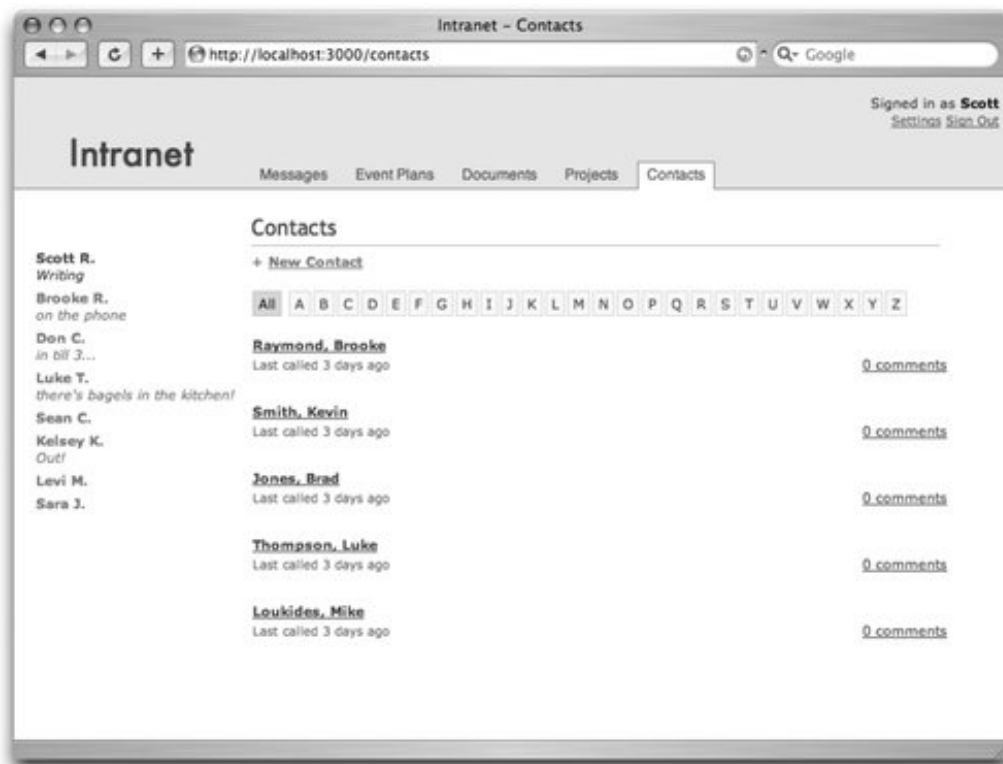 Intranet – Contacts
http://localhost:3000/contacts
Google
Signed in as Scott
Settings Sign Out
Intranet
Messages Event Plans Documents Projects Contacts
Contacts
+ New Contact
All A B C D E F G H I J K L M N O P Q R S T U V W X Y Z
Scott R.
Writing
Brooke R.
on the phone
Don C.
in bill 3...
Luke T.
there's bagels in the kitchen!
Sean C.
Kelsey K.
Out!
Levi M.
Sara J.
Raymond, Brooke
Last called 3 days ago
0 comments
Smith, Kevin
Last called 3 days ago
0 comments
Jones, Brad
Last called 3 days ago
0 comments
Thompson, Luke
Last called 3 days ago
0 comments
Loukides, Mike
Last called 3 days ago
0 comments